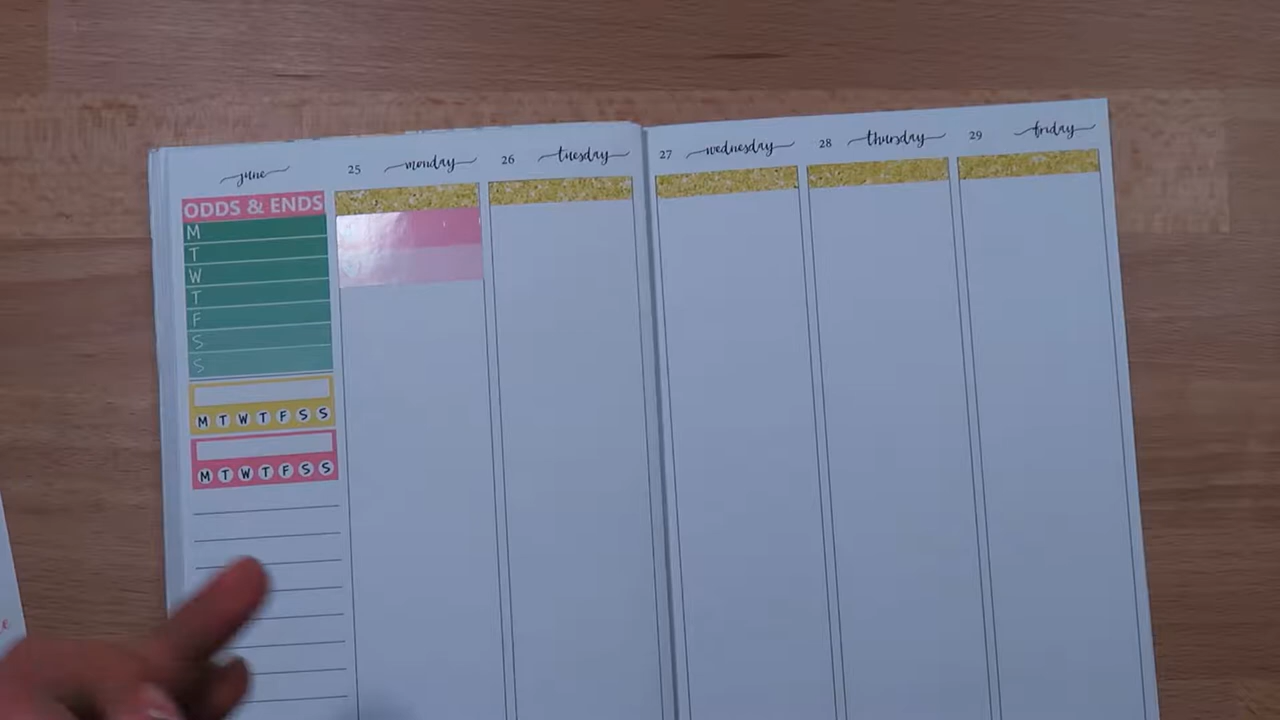 june 25 monday 26 tuesday 27 wednesday 28 thursday 29 friday
ODDS & ENDS
M
T
W
T
F
S
S
M T W T F S S
M T W T F S S